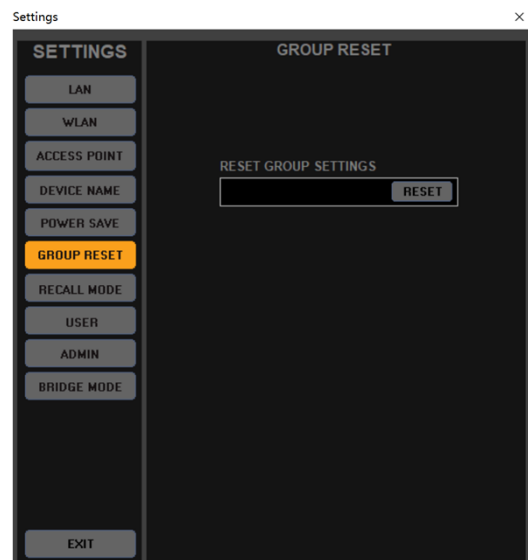 Settings
SETTINGS
LAN
WLAN
ACCESS POINT
DEVICE NAME
POWER SAVE
GROUP RESET
RECALL MODE
USER
ADMIN
BRIDGE MODE
EXIT
GROUP RESET
RESET GROUP SETTINGS
RESET